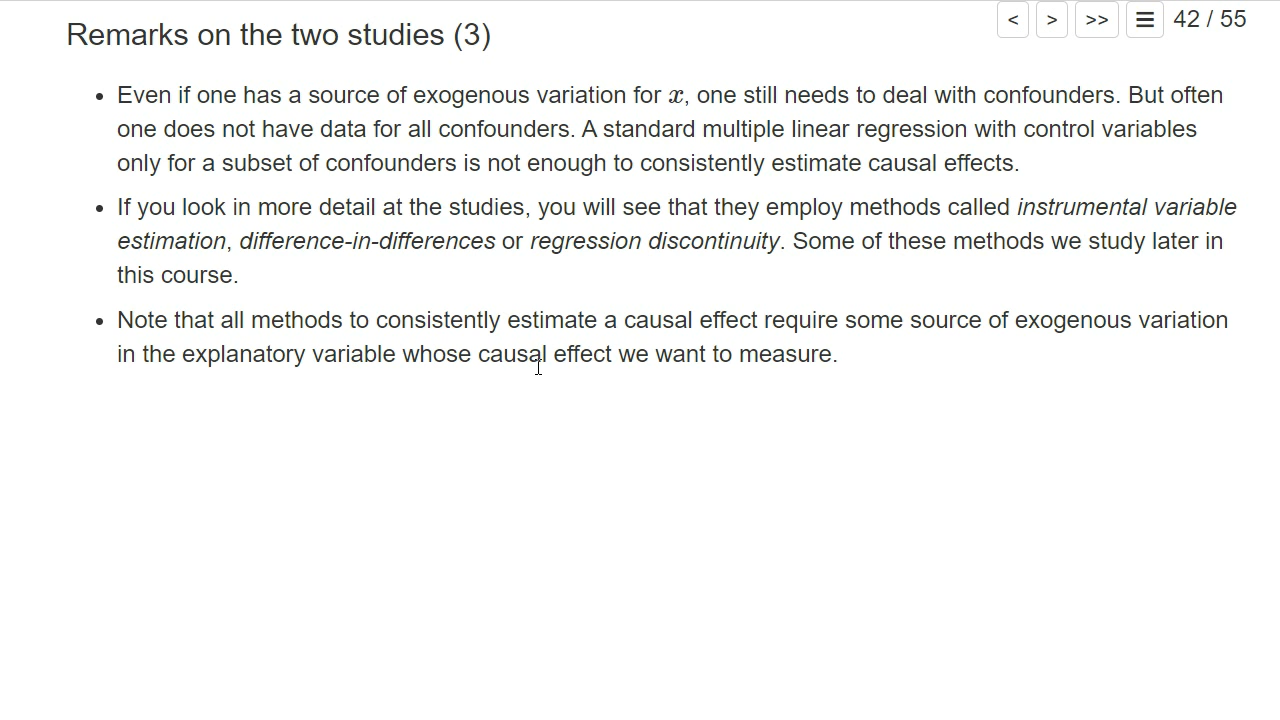 Remarks on the two studies (3)
< > >> ☰ 42 / 55
• Even if one has a source of exogenous variation for x, one still needs to deal with confounders. But often
one does not have data for all confounders. A standard multiple linear regression with control variables
only for a subset of confounders is not enough to consistently estimate causal effects.
• If you look in more detail at the studies, you will see that they employ methods called instrumental variable
estimation, difference-in-differences or regression discontinuity. Some of these methods we study later in
this course.
• Note that all methods to consistently estimate a causal effect require some source of exogenous variation
in the explanatory variable whose causal effect we want to measure.